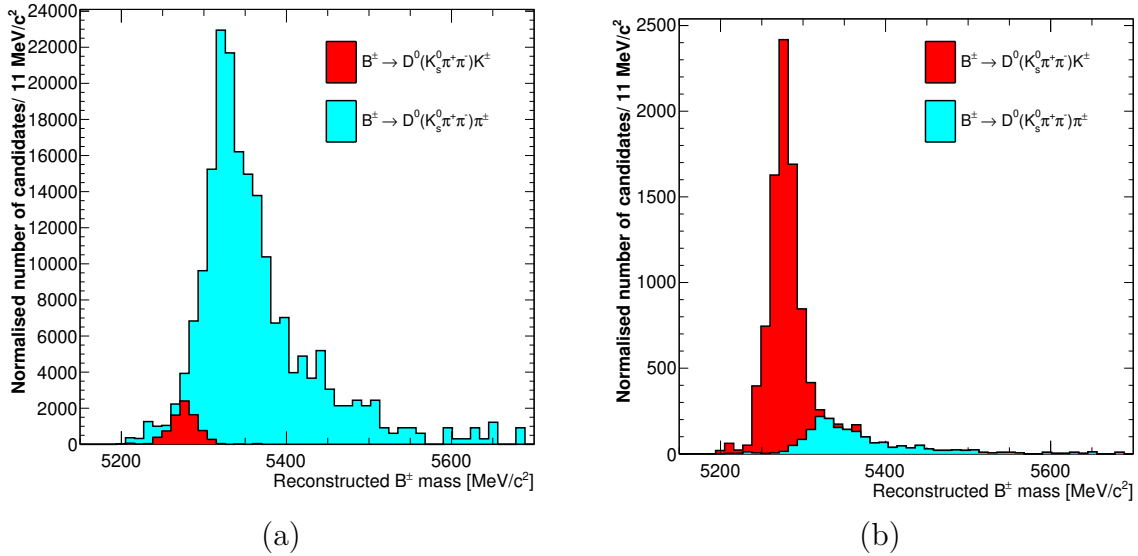 Normalised number of candidates/ 11 MeV/c²
24000
22000
20000
18000
16000
14000
12000
10000
8000
6000
4000
2000
0
B± → D⁰(K⁰ₛπ⁺π⁻)K±
B± → D⁰(K⁰ₛπ⁺π⁻)π±
5200 5400 5600
Reconstructed B± mass [MeV/c²]
(a)
Normalised number of candidates/ 11 MeV/c²
2500
2000
1500
1000
500
0
B± → D⁰(K⁰ₛπ⁺π⁻)K±
B± → D⁰(K⁰ₛπ⁺π⁻)π±
5200 5400 5600
Reconstructed B± mass [MeV/c²]
(b)